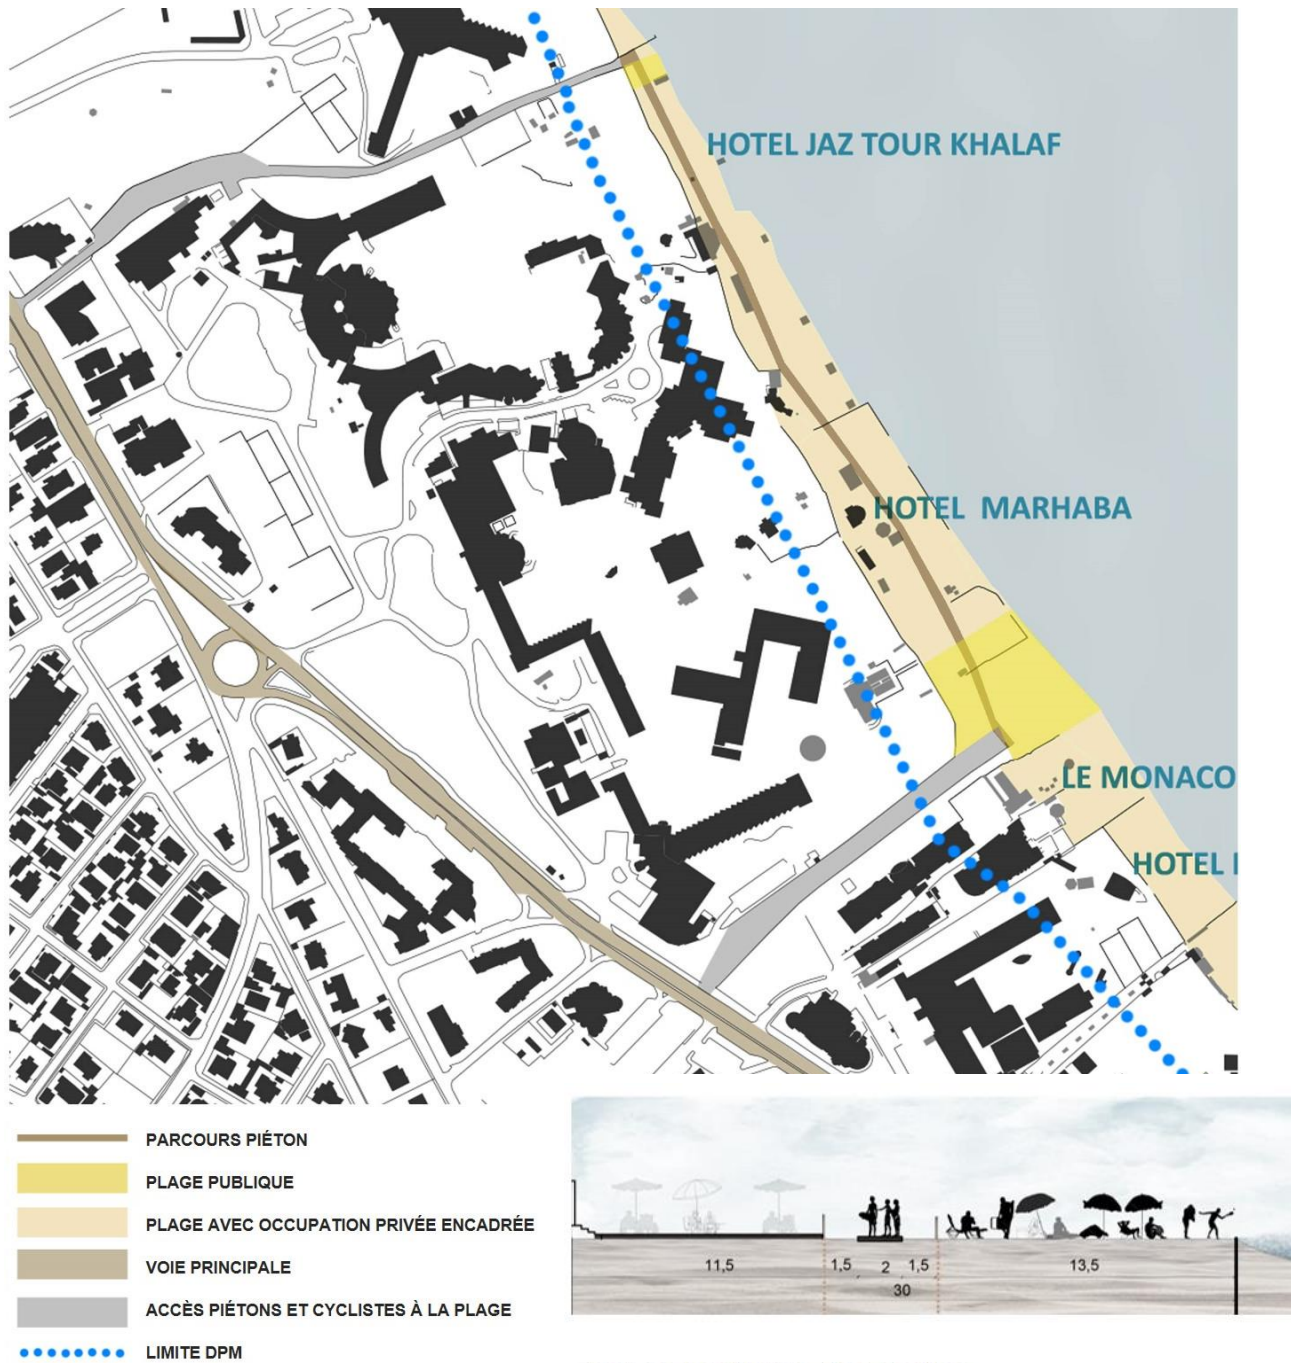 HOTEL JAZ TOUR KHALAF
HOTEL MARHABA
LE MONACO
HOTEL
PARCOURS PIÉTON
PLAGE PUBLIQUE
PLAGE AVEC OCCUPATION PRIVÉE ENCADRÉE
VOIE PRINCIPALE
ACCÈS PIÉTONS ET CYCLISTES À LA PLAGE
LIMITE DPM
11,5 1,5 2 1,5 13,5
30